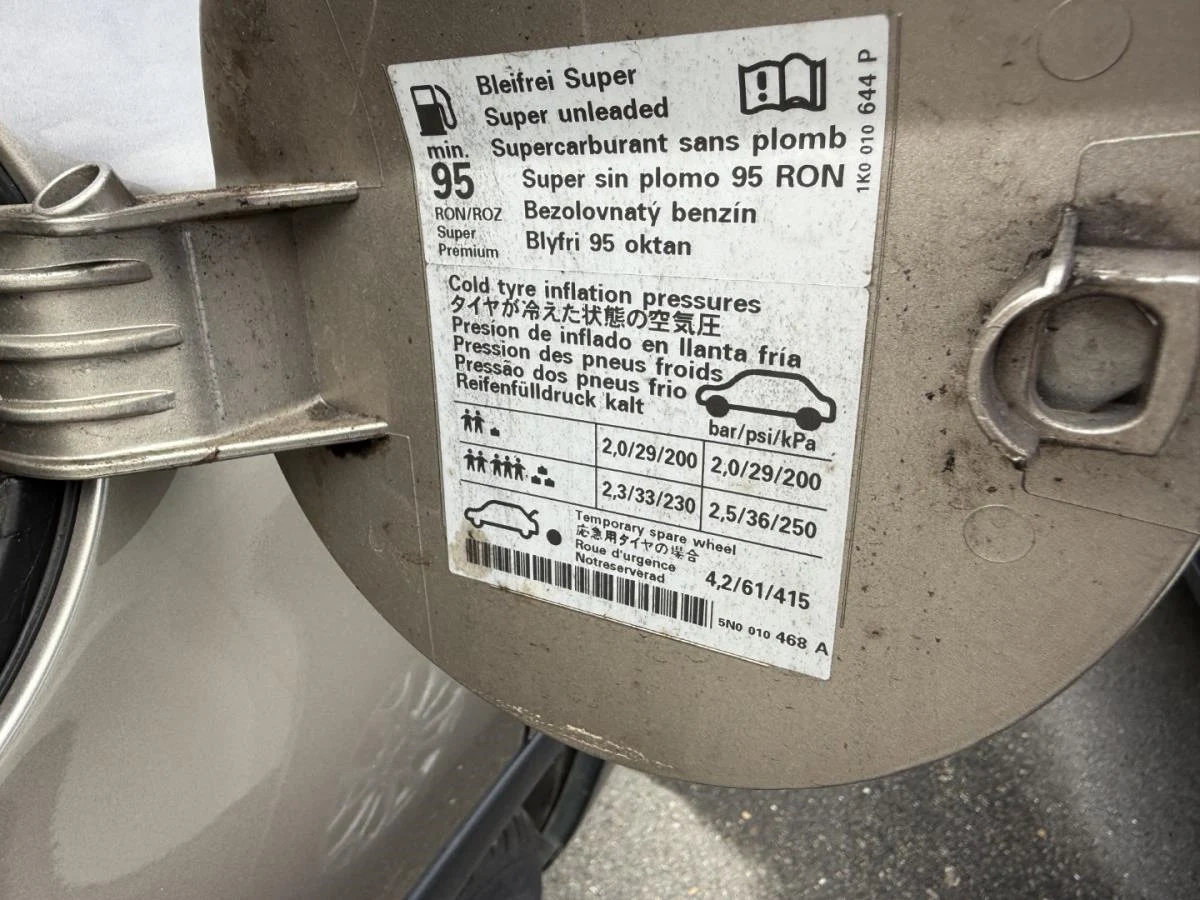 Bleifrei Super
Super unleaded
Supercarburant sans plomb
Super sin plomo 95 RON
Bezolovnatý benzín
Blyfri 95 oktan
min.
95
RON/ROZ
Super
Premium
1K0 010 644 P
Cold tyre inflation pressures
タイヤが冷えた状態の空気圧
Presíon de inflado en llanta fría
Pression des pneus froids
Pressão dos pneus frio
Reifenfülldruck kalt
bar/psi/kPa
2,0/29/200 2,0/29/200
2,3/33/230 2,5/36/250
Temporary spare wheel
応急用タイヤの場合
Roue d'urgence
Notreserverad
4,2/61/415
5N0 010 468 A